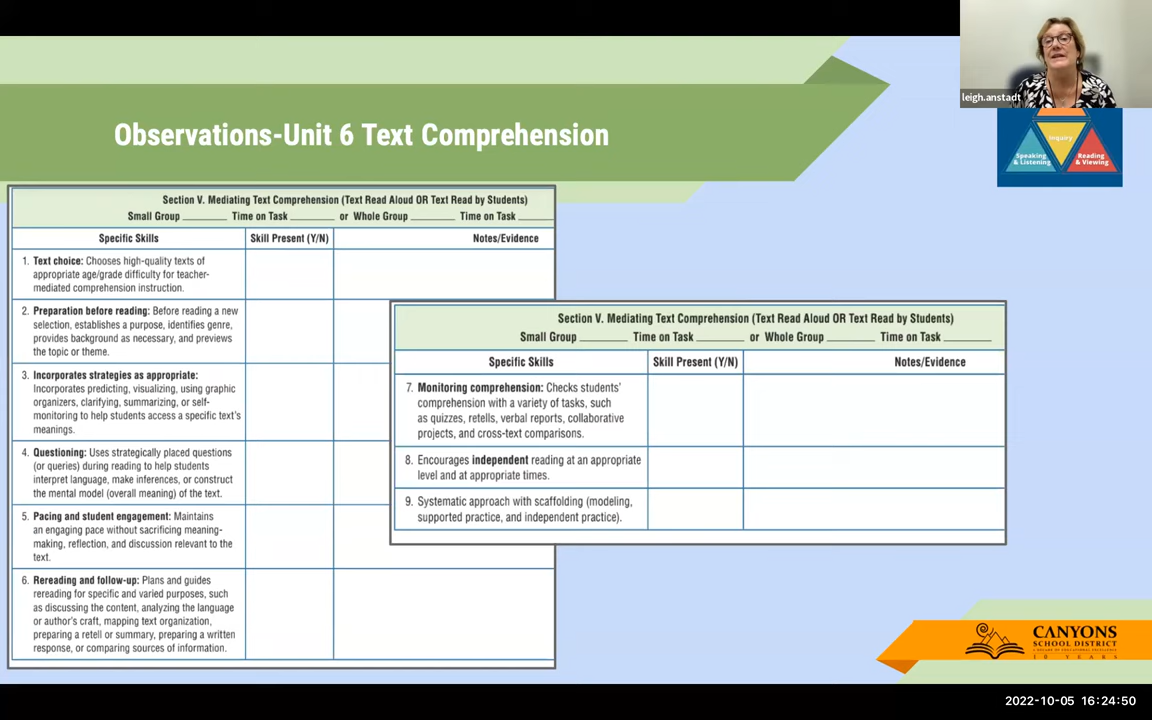 leigh.anstadt
Inquiry
Speaking
& Listening
Reading
& Viewing
Observations-Unit 6 Text Comprehension
Section V. Mediating Text Comprehension (Text Read Aloud OR Text Read by Students)
Small Group ________ Time on Task ________ or Whole Group ________ Time on Task ________
Specific Skills Skill Present (Y/N) Notes/Evidence
1. Text choice: Chooses high-quality texts of
appropriate age/grade difficulty for teacher-
mediated comprehension instruction.
2. Preparation before reading: Before reading a new
selection, establishes a purpose, identifies genre,
provides background as necessary, and previews
the topic or theme.
3. Incorporates strategies as appropriate:
Incorporates predicting, visualizing, using graphic
organizers, clarifying, summarizing, or self-
monitoring to help students access a specific text's
meanings.
4. Questioning: Uses strategically placed questions
(or queries) during reading to help students
interpret language, make inferences, or construct
the mental model (overall meaning) of the text.
5. Pacing and student engagement: Maintains
an engaging pace without sacrificing meaning-
making, reflection, and discussion relevant to the
text.
6. Rereading and follow-up: Plans and guides
rereading for specific and varied purposes, such
as discussing the content, analyzing the language
or author's craft, mapping text organization,
preparing a retell or summary, preparing a written
response, or comparing sources of information.
Section V. Mediating Text Comprehension (Text Read Aloud OR Text Read by Students)
Small Group ________ Time on Task ________ or Whole Group ________ Time on Task ________
Specific Skills Skill Present (Y/N) Notes/Evidence
7. Monitoring comprehension: Checks students'
comprehension with a variety of tasks, such
as quizzes, retells, verbal reports, collaborative
projects, and cross-text comparisons.
8. Encourages independent reading at an appropriate
level and at appropriate times.
9. Systematic approach with scaffolding (modeling,
supported practice, and independent practice).
CANYONS
SCHOOL DISTRICT
10 YEARS
2022-10-05 16:24:50